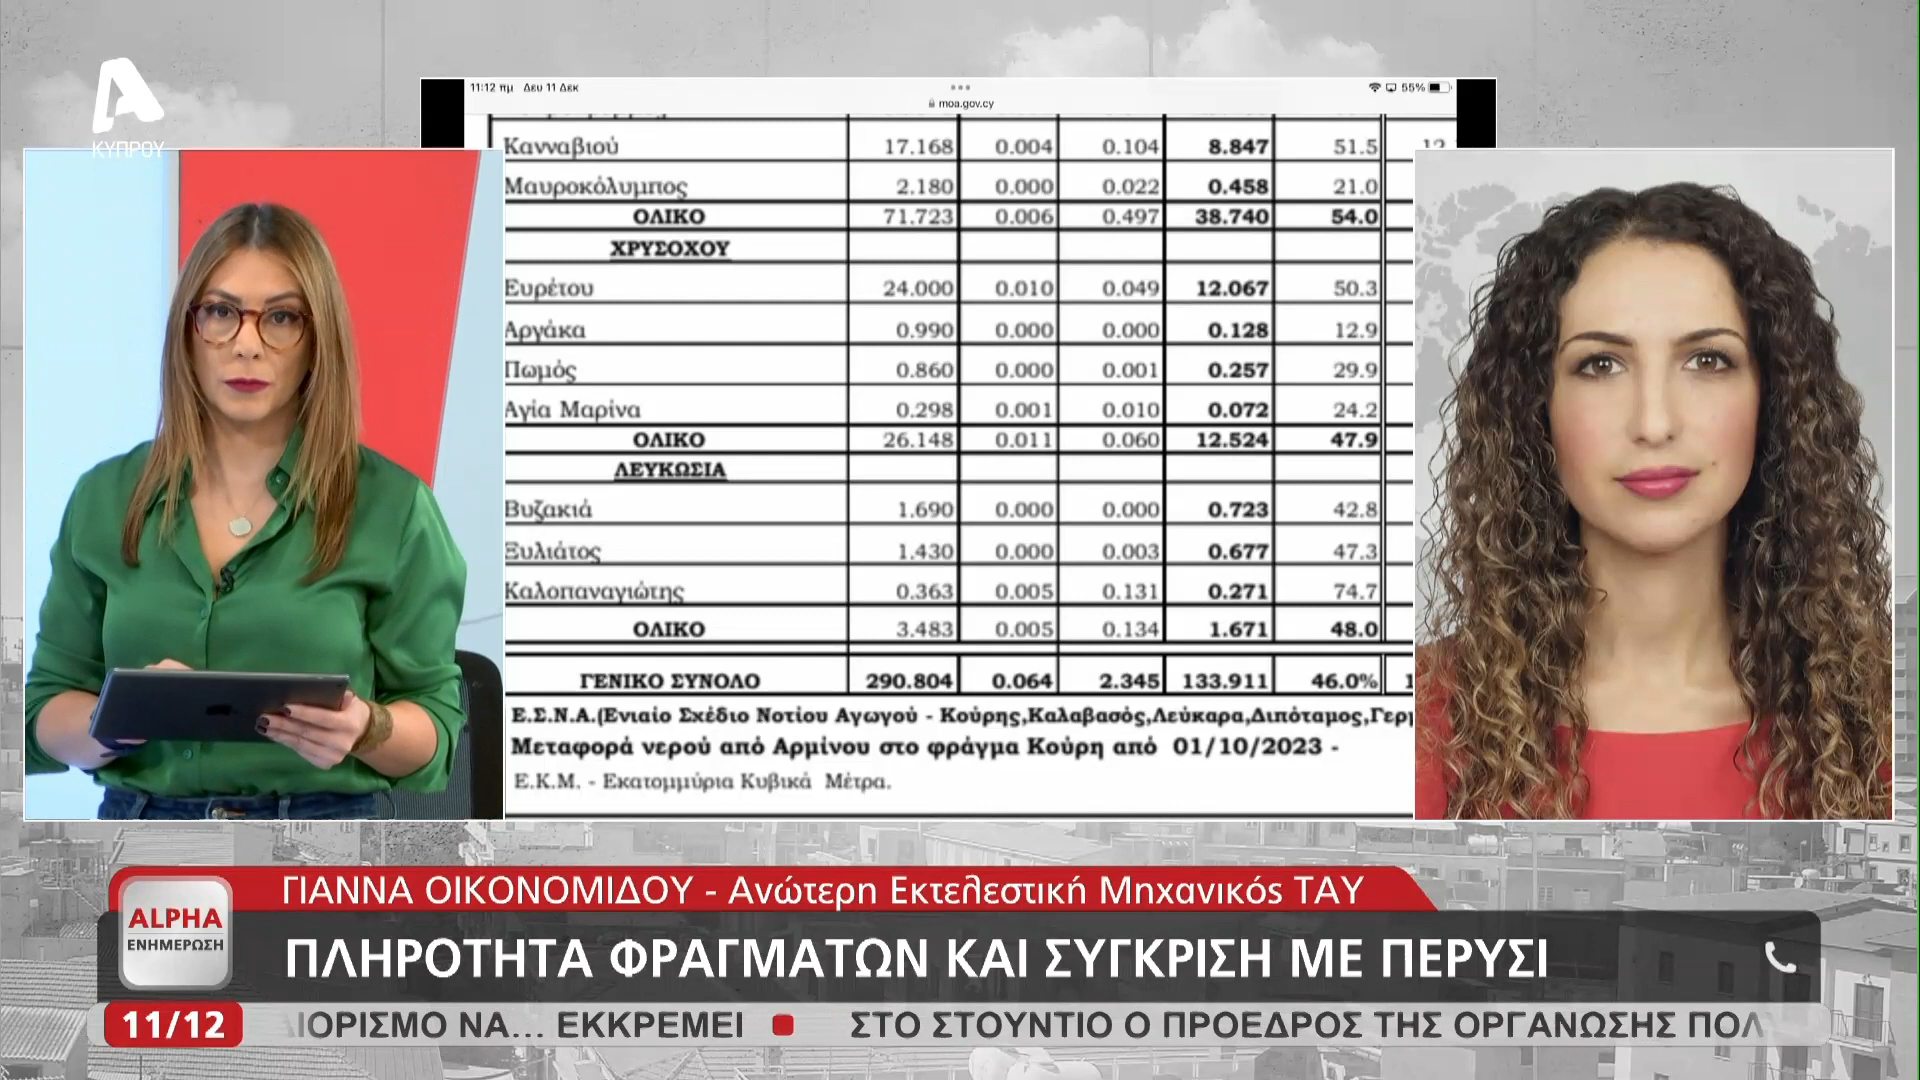 ΚΥΠΡΟΥ
11:12 πμ Δευ 11 Δεκ
55%
moa.gov.cy
Κανναβιού 17.168 0.004 0.104 8.847 51.5
Μαυροκόλυμπος 2.180 0.000 0.022 0.458 21.0
ΟΛΙΚΟ 71.723 0.006 0.497 38.740 54.0
ΧΡΥΣΟΧΟΥ
Ευρέτου 24.000 0.010 0.049 12.067 50.3
Αργάκα 0.990 0.000 0.000 0.128 12.9
Πωμός 0.860 0.000 0.001 0.257 29.9
Αγία Μαρίνα 0.298 0.001 0.010 0.072 24.2
ΟΛΙΚΟ 26.148 0.011 0.060 12.524 47.9
ΛΕΥΚΩΣΙΑ
Βυζακιά 1.690 0.000 0.000 0.723 42.8
Ξυλιάτος 1.430 0.000 0.003 0.677 47.3
Καλοπαναγιώτης 0.363 0.005 0.131 0.271 74.7
ΟΛΙΚΟ 3.483 0.005 0.134 1.671 48.0
ΓΕΝΙΚΟ ΣΥΝΟΛΟ 290.804 0.064 2.345 133.911 46.0% 1
Ε.Σ.Ν.Α.(Ενιαίο Σχέδιο Νοτίου Αγωγού - Κούρης,Καλαβασός,Λεύκαρα,Διπόταμος,Γερμ
Μεταφορά νερού από Αρμίνου στο φράγμα Κούρη από 01/10/2023 -
Ε.Κ.Μ. - Εκατομμύρια Κυβικά Μέτρα.
ΓΙΑΝΝΑ ΟΙΚΟΝΟΜΙΔΟΥ - Ανώτερη Εκτελεστική Μηχανικός ΤΑΥ
ALPHA
ΕΝΗΜΕΡΩΣΗ
ΠΛΗΡΟΤΗΤΑ ΦΡΑΓΜΑΤΩΝ ΚΑΙ ΣΥΓΚΡΙΣΗ ΜΕ ΠΕΡΥΣΙ
11/12 ΙΟΡΙΣΜΟ ΝΑ... ΕΚΚΡΕΜΕΙ ΣΤΟ ΣΤΟΥΝΤΙΟ Ο ΠΡΟΕΔΡΟΣ ΤΗΣ ΟΡΓΑΝΩΣΗΣ ΠΟΛ